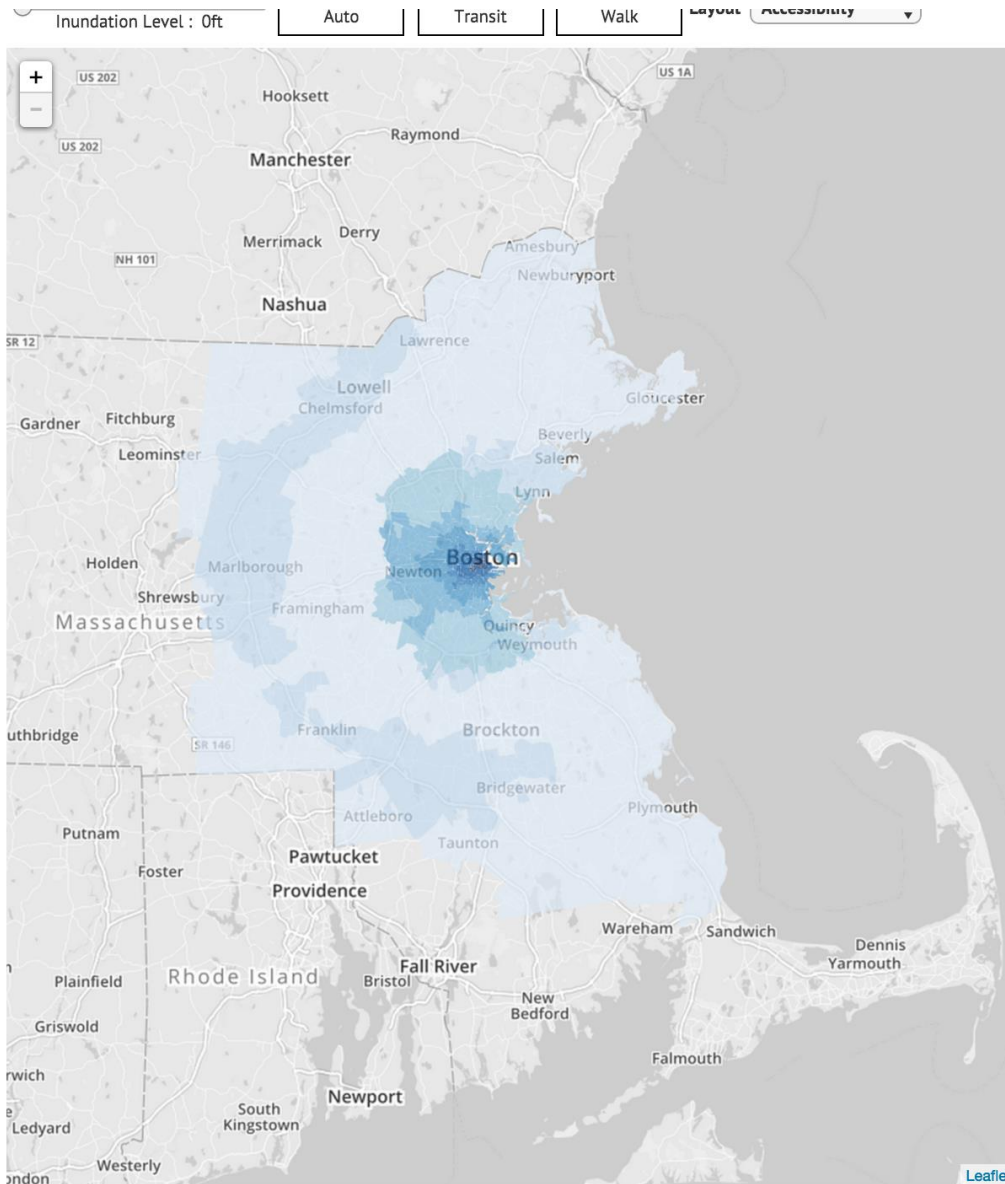 Inundation Level : 0ft
Auto
Transit
Walk
Layout
Accessibility
+
−
US 202
US 1A
Hooksett
Raymond
US 202
Manchester
Derry
Merrimack
Amesbury
NH 101
Newburyport
Nashua
SR 12
Lawrence
Lowell
Gloucester
Chelmsford
Fitchburg
Gardner
Beverly
Leominster
Salem
Lynn
Boston
Holden
Marlborough
Newton
Shrewsbury
Framingham
Massachusetts
Quincy
Weymouth
Franklin
Brockton
uthbridge
SR 146
Bridgewater
Plymouth
Attleboro
Putnam
Taunton
Pawtucket
Foster
Providence
Wareham
Sandwich
Dennis
Yarmouth
Fall River
Rhode Island
Plainfield
Bristol
New
Bedford
Griswold
Falmouth
rwich
Newport
South
Kingstown
Ledyard
Westerly
ondon
Leafle